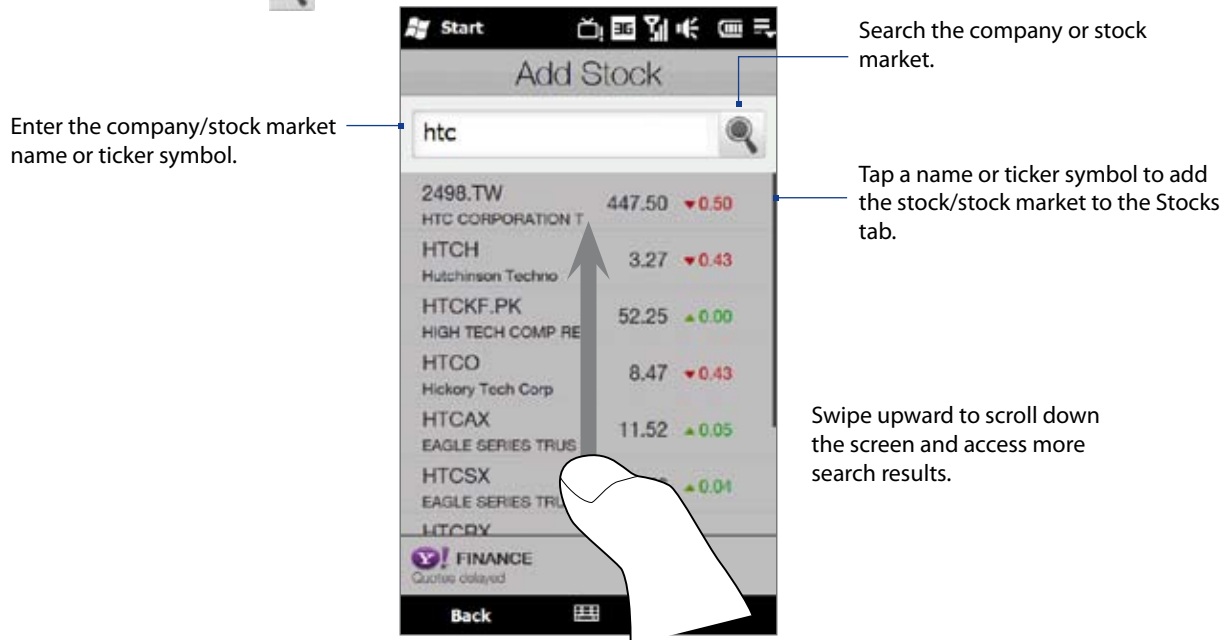 Start
3G
Add Stock
Search the company or stock
market.
Enter the company/stock market
name or ticker symbol.
htc
Tap a name or ticker symbol to add
the stock/stock market to the Stocks
tab.
2498.TW
HTC CORPORATION T
447.50 ▼0.50
HTCH
Hutchinson Techno
3.27 ▼0.43
HTCKF.PK
HIGH TECH COMP RE
52.25 ▲0.00
HTCO
Hickory Tech Corp
8.47 ▼0.43
HTCAX
EAGLE SERIES TRUS
11.52 ▲0.05
HTCSX
EAGLE SERIES TRU
▲0.04
Swipe upward to scroll down
the screen and access more
search results.
Y! FINANCE
Quotes delayed
Back